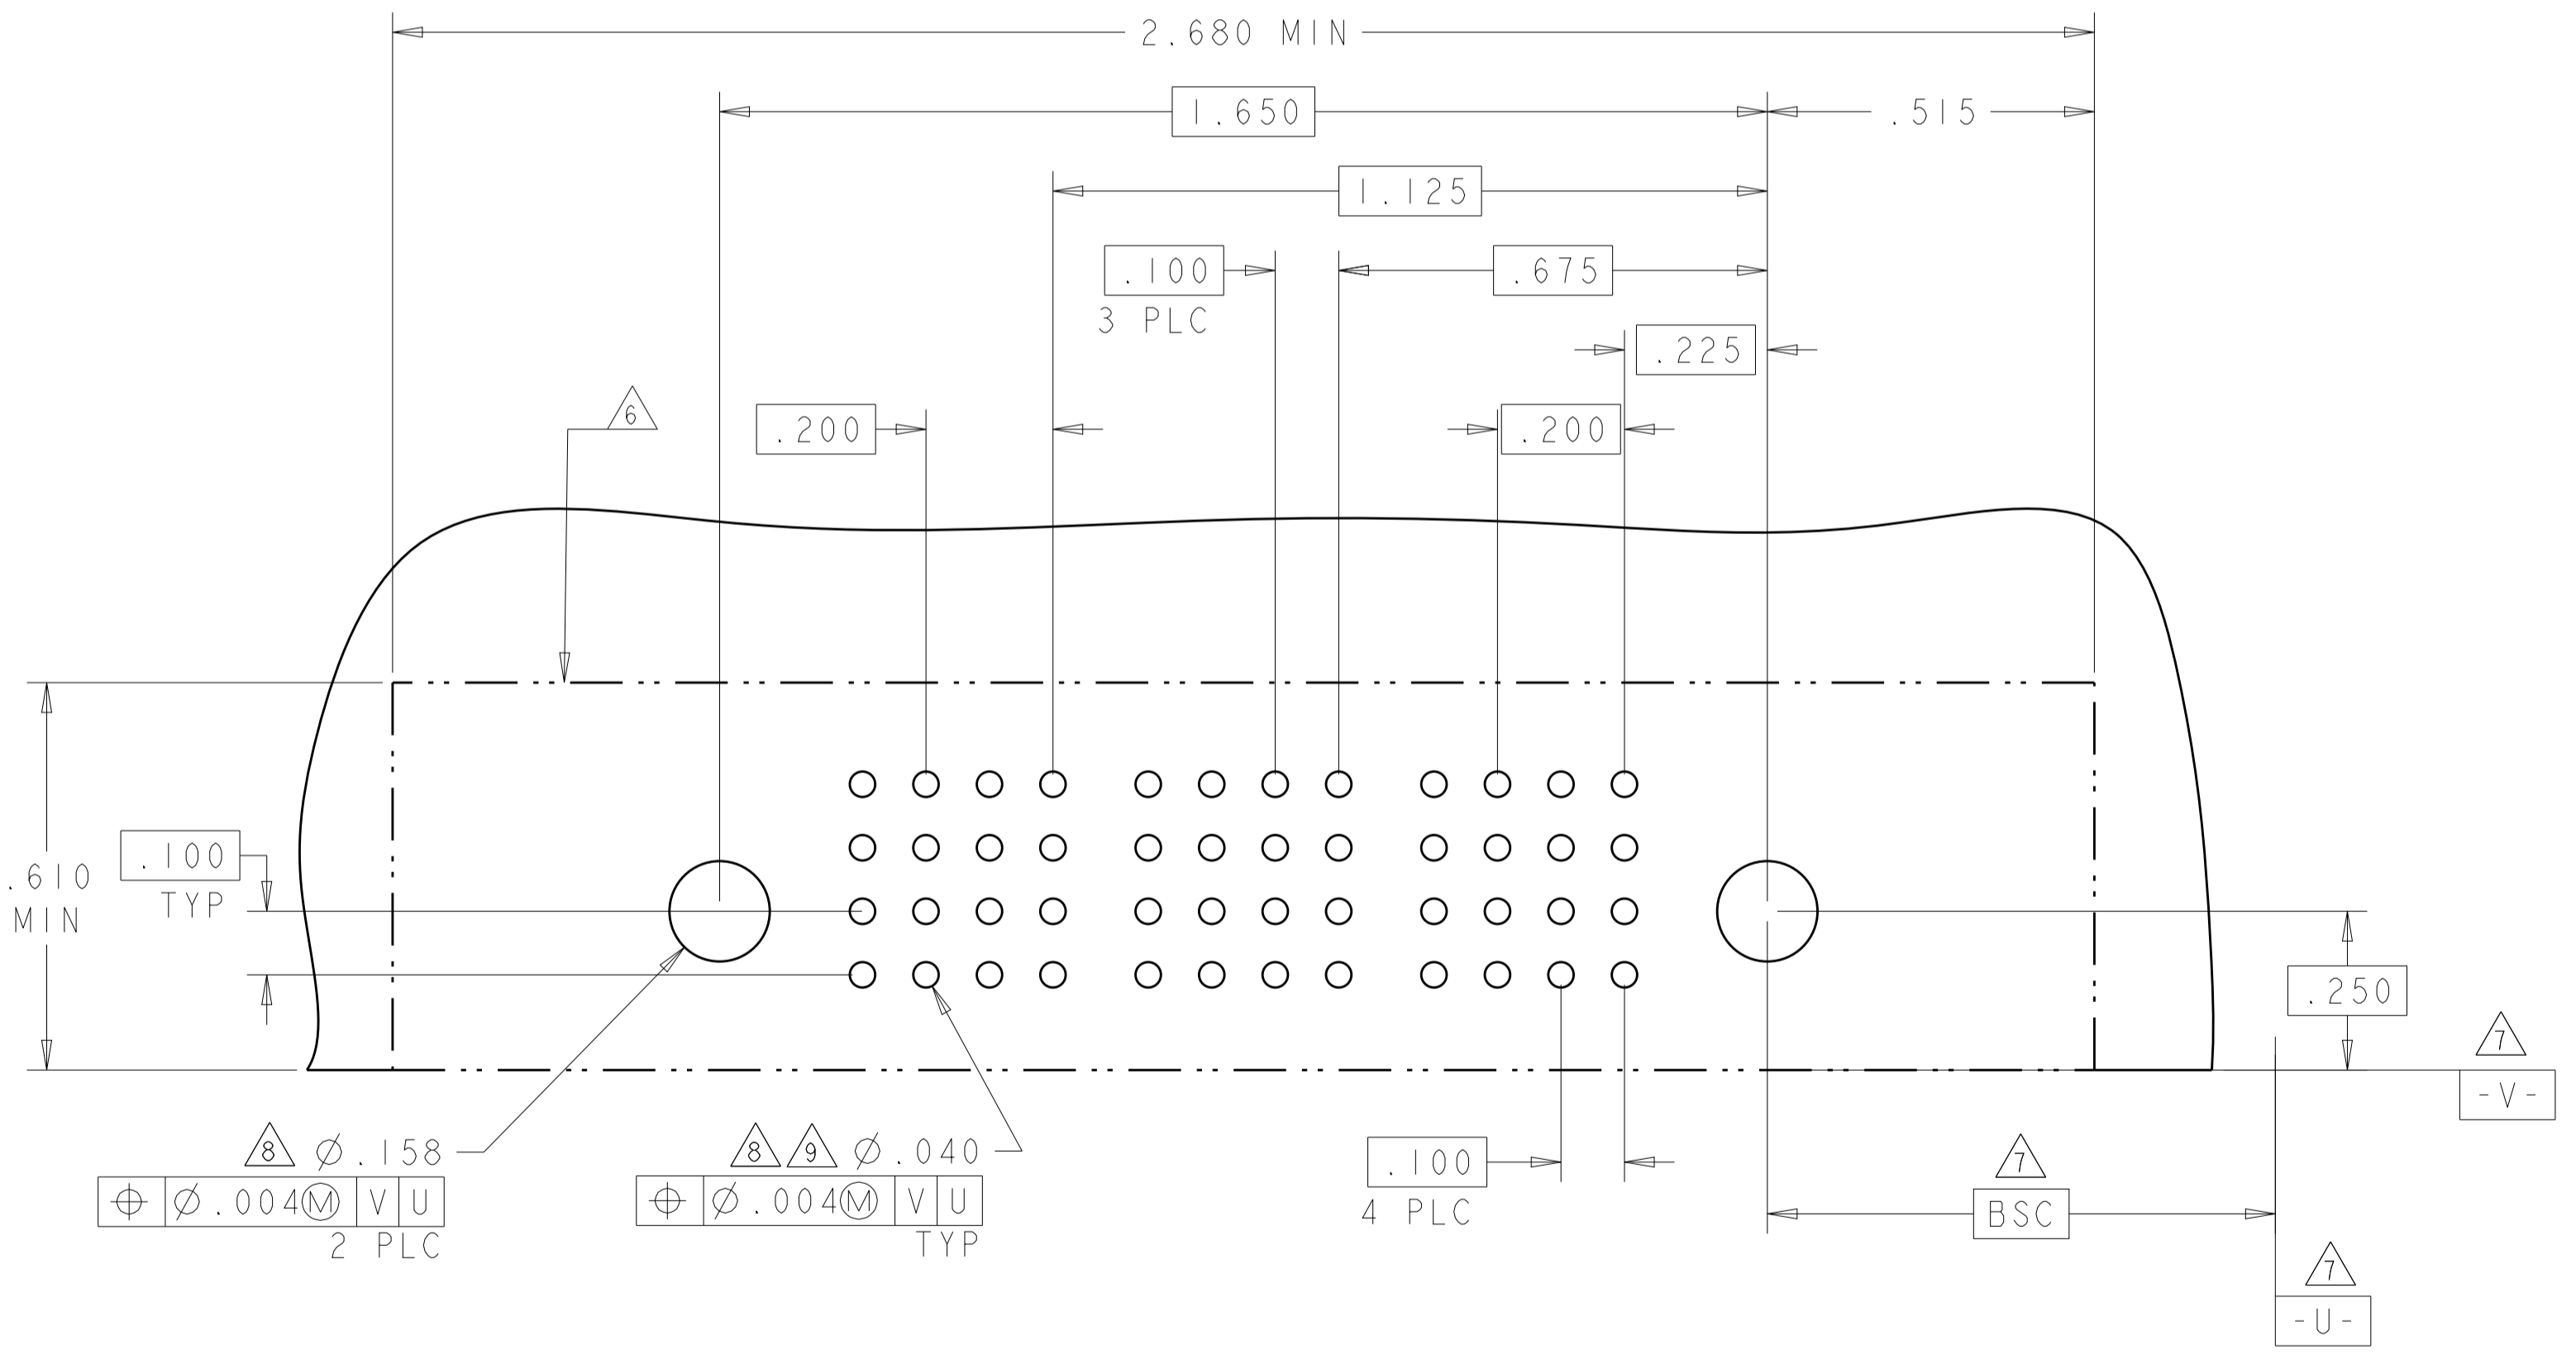 2.680 MIN
1.650
.515
1.125
.100
3 PLC
.675
.225
6
.200
.200
.100
TYP
.610
MIN
.250
7
-V-
8 Ø.158
⌖ Ø.004Ⓜ V U
2 PLC
8 9 Ø.040
⌖ Ø.004Ⓜ V U
TYP
.100
4 PLC
7
BSC
7
-U-